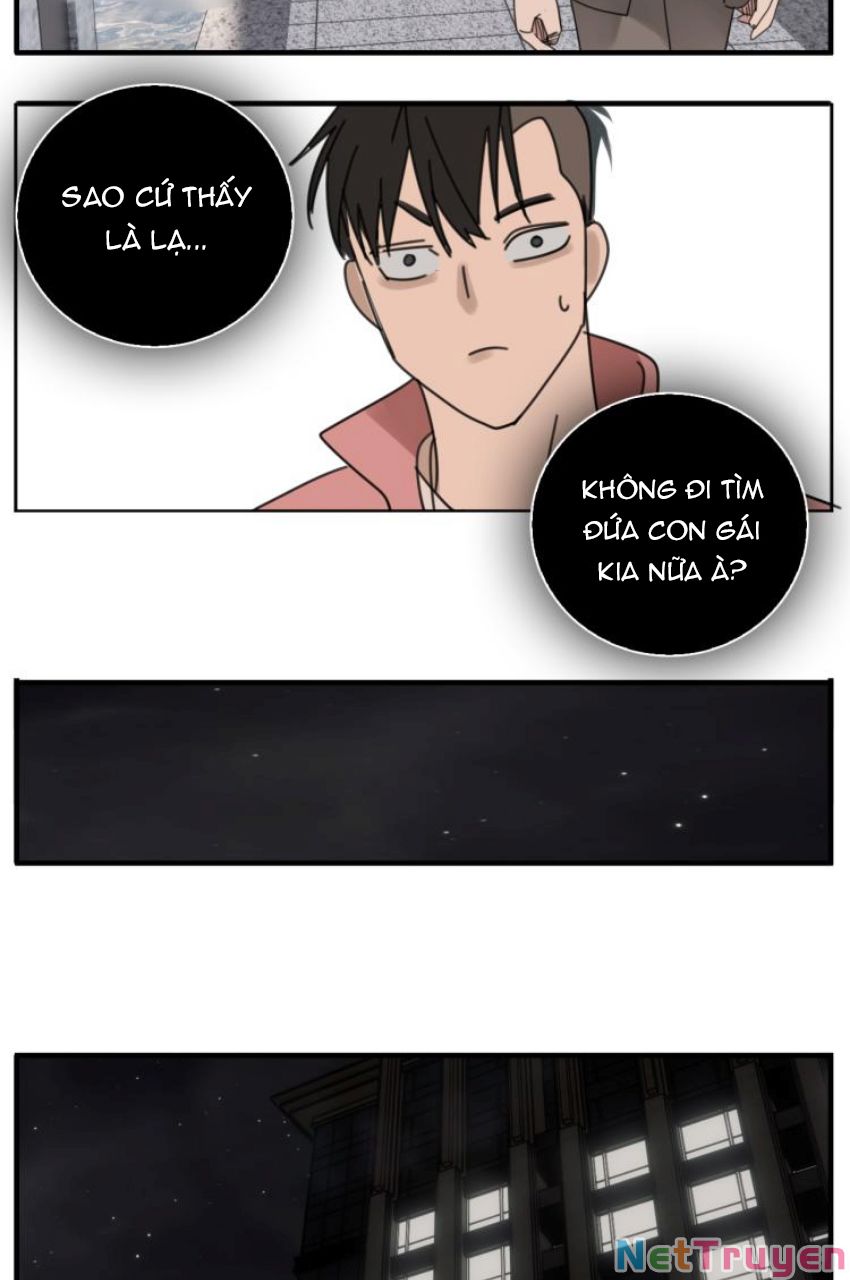 SAO CỨ THẤY
LÀ LẠ...
KHÔNG ĐI TÌM
ĐỨA CON GÁI
KIA NỮA À?
NETTRUYEN